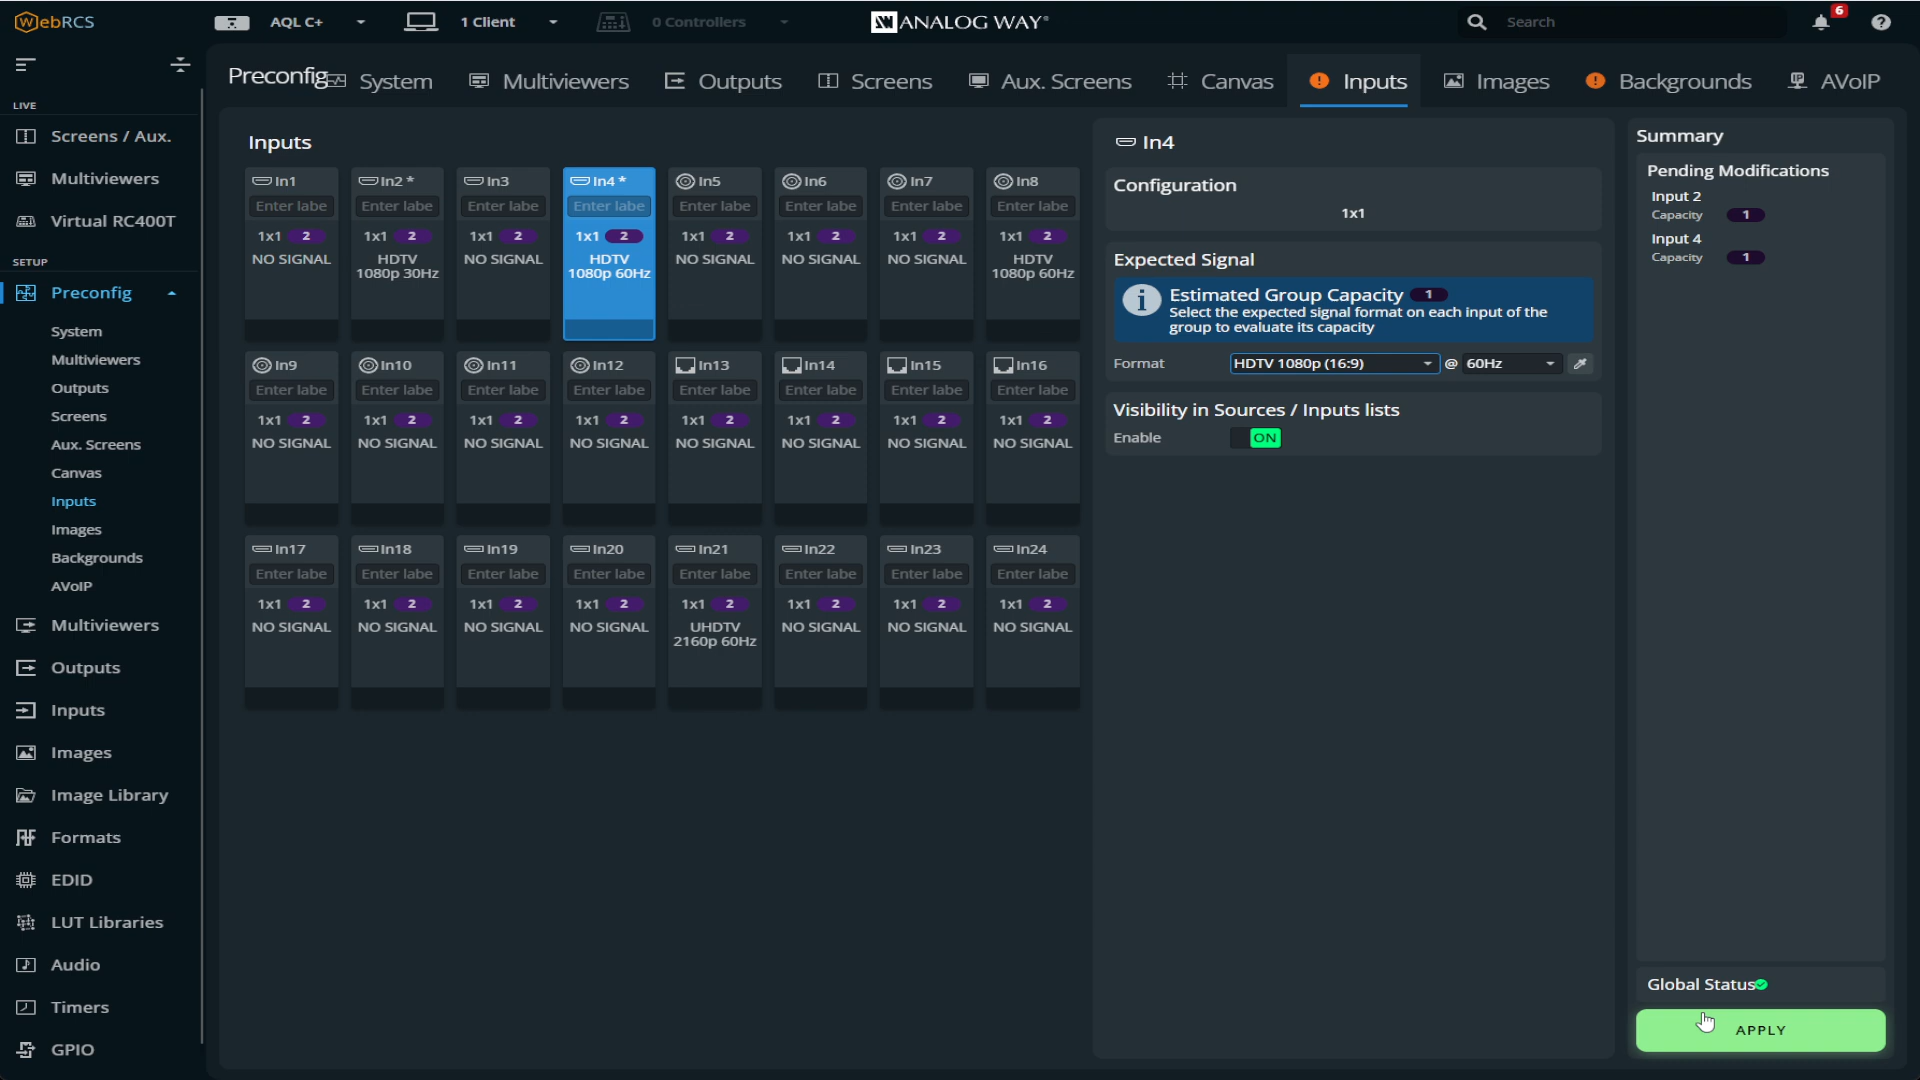 WebRCS
AQL C+
1 Client
0 Controllers
ANALOG WAY®
Search
6
Preconfig
System
Multiviewers
Outputs
Screens
Aux. Screens
Canvas
Inputs
Images
Backgrounds
AVoIP
LIVE
Screens / Aux.
Multiviewers
Virtual RC400T
SETUP
Preconfig
System
Multiviewers
Outputs
Screens
Aux. Screens
Canvas
Inputs
Images
Backgrounds
AVoIP
Multiviewers
Outputs
Inputs
Images
Image Library
Formats
EDID
LUT Libraries
Audio
Timers
GPIO
Inputs
In1
Enter labe
1x1 2
NO SIGNAL
In2 *
Enter labe
1x1 2
HDTV
1080p 30Hz
In3
Enter labe
1x1 2
NO SIGNAL
In4 *
Enter labe
1x1 2
HDTV
1080p 60Hz
In5
Enter labe
1x1 2
NO SIGNAL
In6
Enter labe
1x1 2
NO SIGNAL
In7
Enter labe
1x1 2
NO SIGNAL
In8
Enter labe
1x1 2
HDTV
1080p 60Hz
In9
Enter labe
1x1 2
NO SIGNAL
In10
Enter labe
1x1 2
NO SIGNAL
In11
Enter labe
1x1 2
NO SIGNAL
In12
Enter labe
1x1 2
NO SIGNAL
In13
Enter labe
1x1 2
NO SIGNAL
In14
Enter labe
1x1 2
NO SIGNAL
In15
Enter labe
1x1 2
NO SIGNAL
In16
Enter labe
1x1 2
NO SIGNAL
In17
Enter labe
1x1 2
NO SIGNAL
In18
Enter labe
1x1 2
NO SIGNAL
In19
Enter labe
1x1 2
NO SIGNAL
In20
Enter labe
1x1 2
NO SIGNAL
In21
Enter labe
1x1 2
UHDTV
2160p 60Hz
In22
Enter labe
1x1 2
NO SIGNAL
In23
Enter labe
1x1 2
NO SIGNAL
In24
Enter labe
1x1 2
NO SIGNAL
In4
Configuration
1x1
Expected Signal
Estimated Group Capacity 1
Select the expected signal format on each input of the
group to evaluate its capacity
Format HDTV 1080p (16:9) @ 60Hz
Visibility in Sources / Inputs lists
Enable ON
Summary
Pending Modifications
Input 2
Capacity 1
Input 4
Capacity 1
Global Status
APPLY